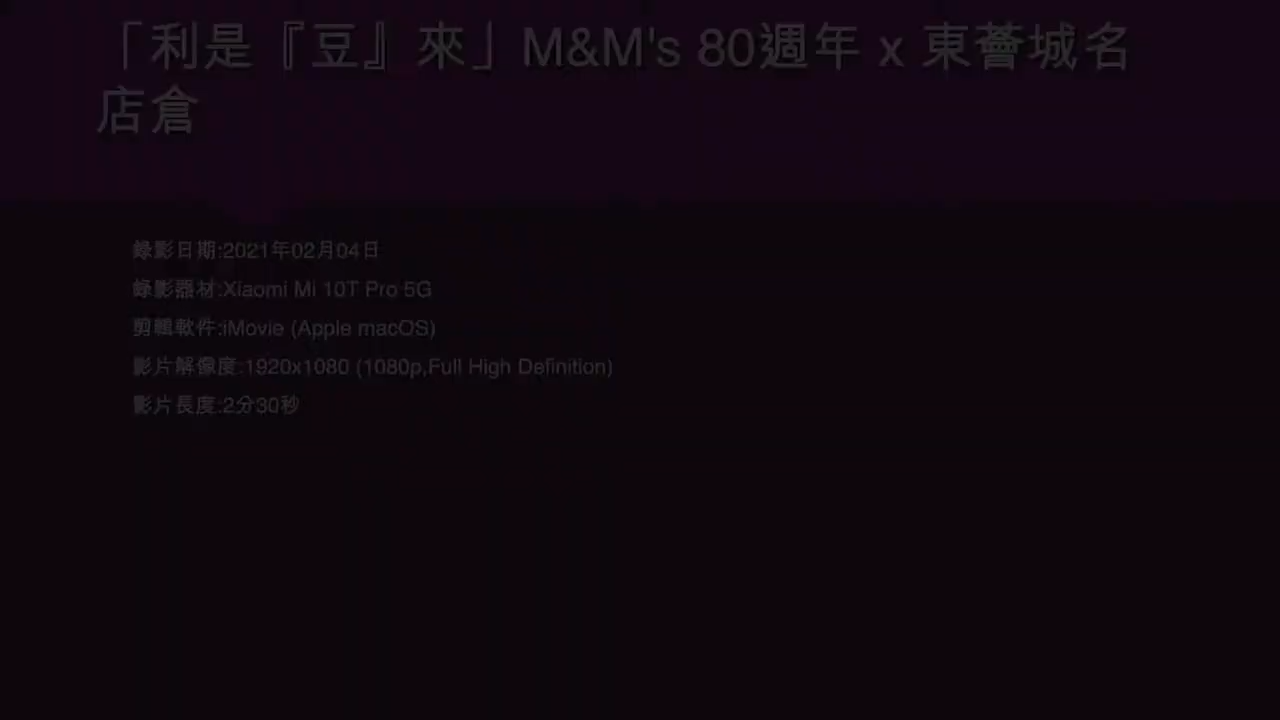 「利是『豆』來」M&M's 80週年 x 東薈城名
店倉
錄影日期:2021年02月04日
錄影器材:Xiaomi Mi 10T Pro 5G
剪輯軟件:iMovie (Apple macOS)
影片解像度:1920x1080 (1080p,Full High Definition)
影片長度:2分30秒